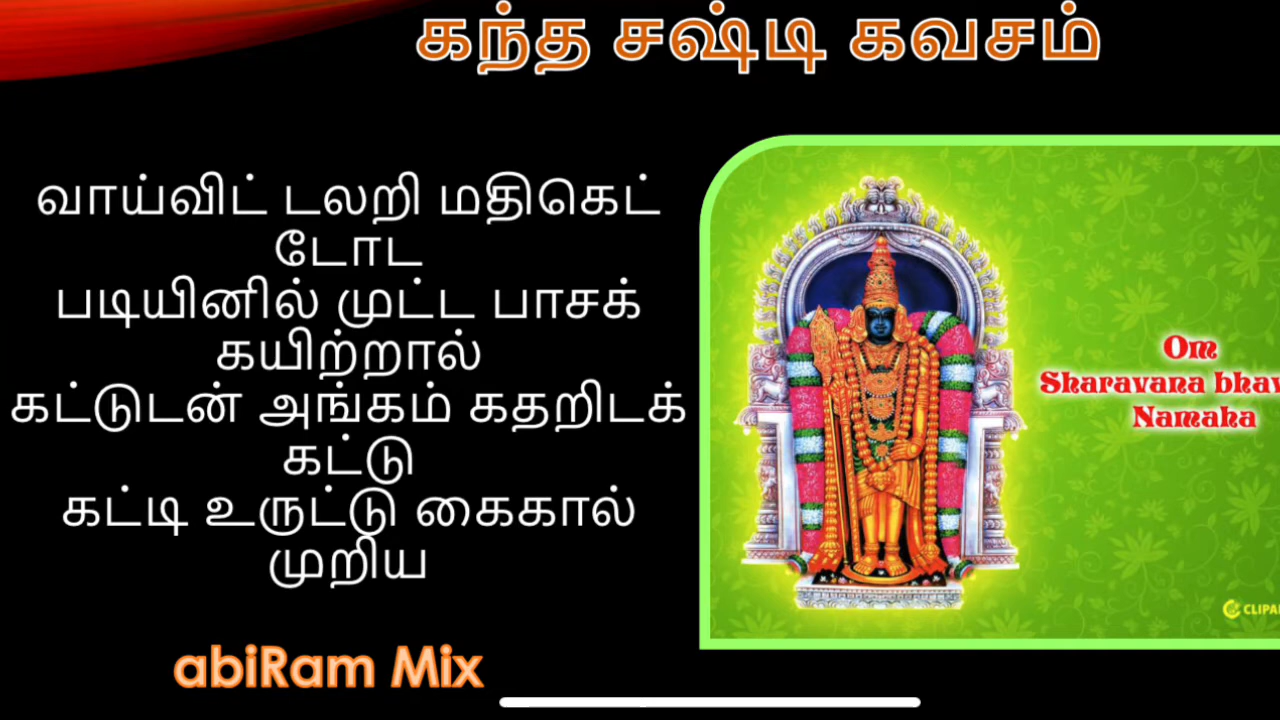 கந்த சஷ்டி கவசம்
வாய்விட் டலறி மதிகெட்
டோட
படியினில் முட்ட பாசக்
கயிற்றால்
கட்டுடன் அங்கம் கதறிடக்
கட்டு
கட்டி உருட்டு கைகால்
முறிய
Om
Sharavana bhav
Namaha
CLIPA
abiRam Mix